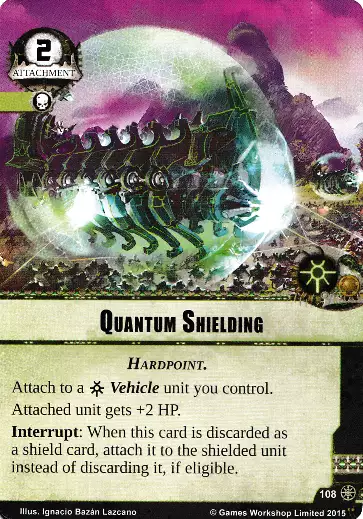 2
ATTACHMENT
QUANTUM SHIELDING
HARDPOINT.
Attach to a Vehicle unit you control.
Attached unit gets +2 HP.
Interrupt: When this card is discarded as
a shield card, attach it to the shielded unit
instead of discarding it, if eligible.
108
Illus. Ignacio Bazán Lazcano
© Games Workshop Limited 2015